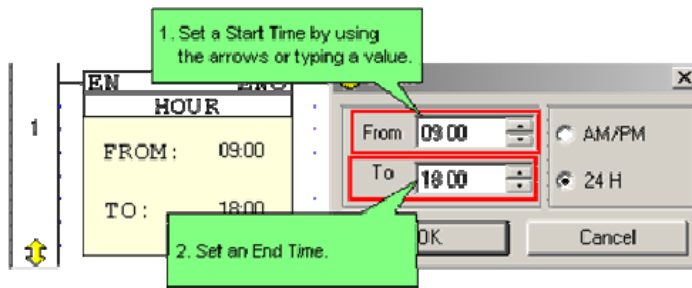 1. Set a Start Time by using
the arrows or typing a value.
EN
HOUR
1
FROM: 09:00
TO: 18:00
From 09:00
To 18:00
AM/PM
24 H
2. Set an End Time.
OK
Cancel